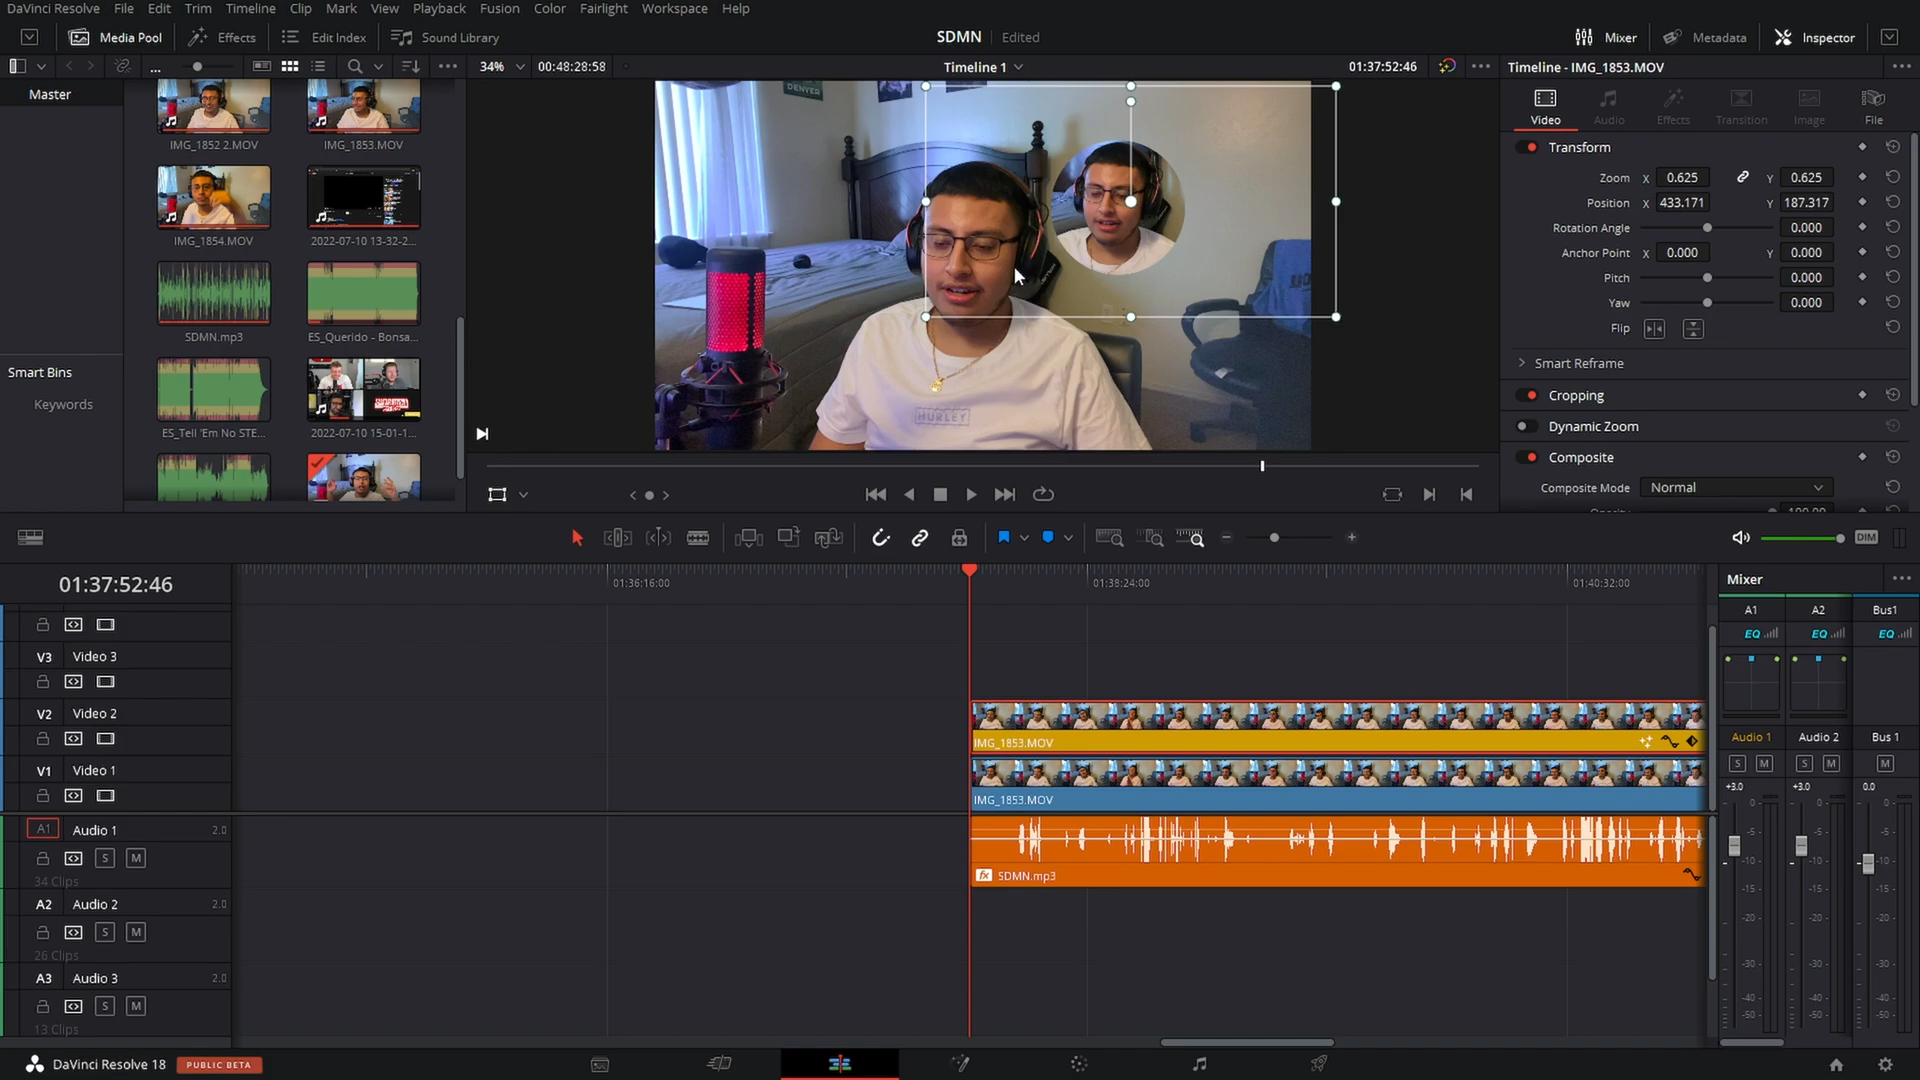 DaVinci Resolve File Edit Trim Timeline Clip Mark View Playback Fusion Color Fairlight Workspace Help
Media Pool Effects Edit Index Sound Library SDMN Edited Mixer Metadata Inspector
... 34% 00:48:28:58 Timeline 1 01:37:52:46 Timeline - IMG_1853.MOV
Master
IMG_1852 2.MOV IMG_1853.MOV
IMG_1854.MOV 2022-07-10 13-32-2...
SDMN.mp3 ES_Querido - Bonsa...
Smart Bins
Keywords
ES_Tell 'Em No STE... 2022-07-10 15-01-1...
DENVER
HURLEY
Video Audio Effects Transition Image File
Transform
Zoom X 0.625 Y 0.625
Position X 433.171 Y 187.317
Rotation Angle 0.000
Anchor Point X 0.000 Y 0.000
Pitch 0.000
Yaw 0.000
Flip
Smart Reframe
Cropping
Dynamic Zoom
Composite
Composite Mode Normal
DIM
01:37:52:46 01:36:16:00 01:38:24:00 01:40:32:00
V3 Video 3
V2 Video 2
IMG_1853.MOV
V1 Video 1
IMG_1853.MOV
A1 Audio 1 2.0
34 Clips
fx SDMN.mp3
A2 Audio 2 2.0
S M
26 Clips
A3 Audio 3 2.0
S M
13 Clips
Mixer
A1 A2 Bus1
EQ EQ EQ
Audio 1 Audio 2 Bus 1
S M S M M
+3.0 +3.0 0.0
DaVinci Resolve 18 PUBLIC BETA